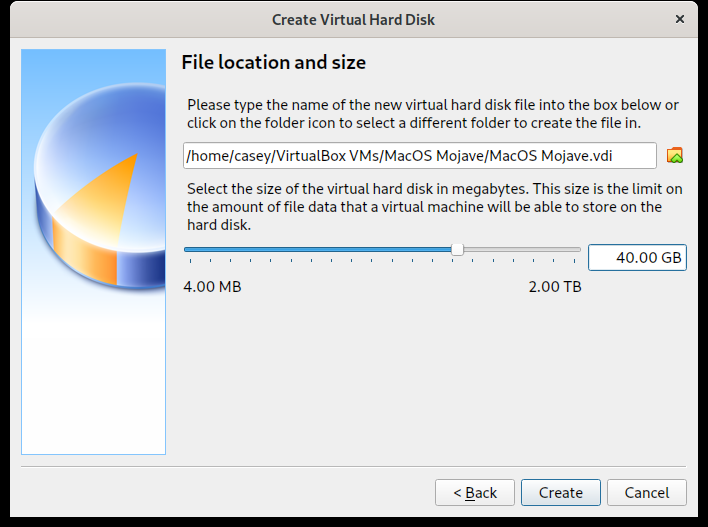 Create Virtual Hard Disk
File location and size
Please type the name of the new virtual hard disk file into the box below or
click on the folder icon to select a different folder to create the file in.
/home/casey/VirtualBox VMs/MacOS Mojave/MacOS Mojave.vdi
Select the size of the virtual hard disk in megabytes. This size is the limit on
the amount of file data that a virtual machine will be able to store on the
hard disk.
40.00 GB
4.00 MB
2.00 TB
< Back
Create
Cancel